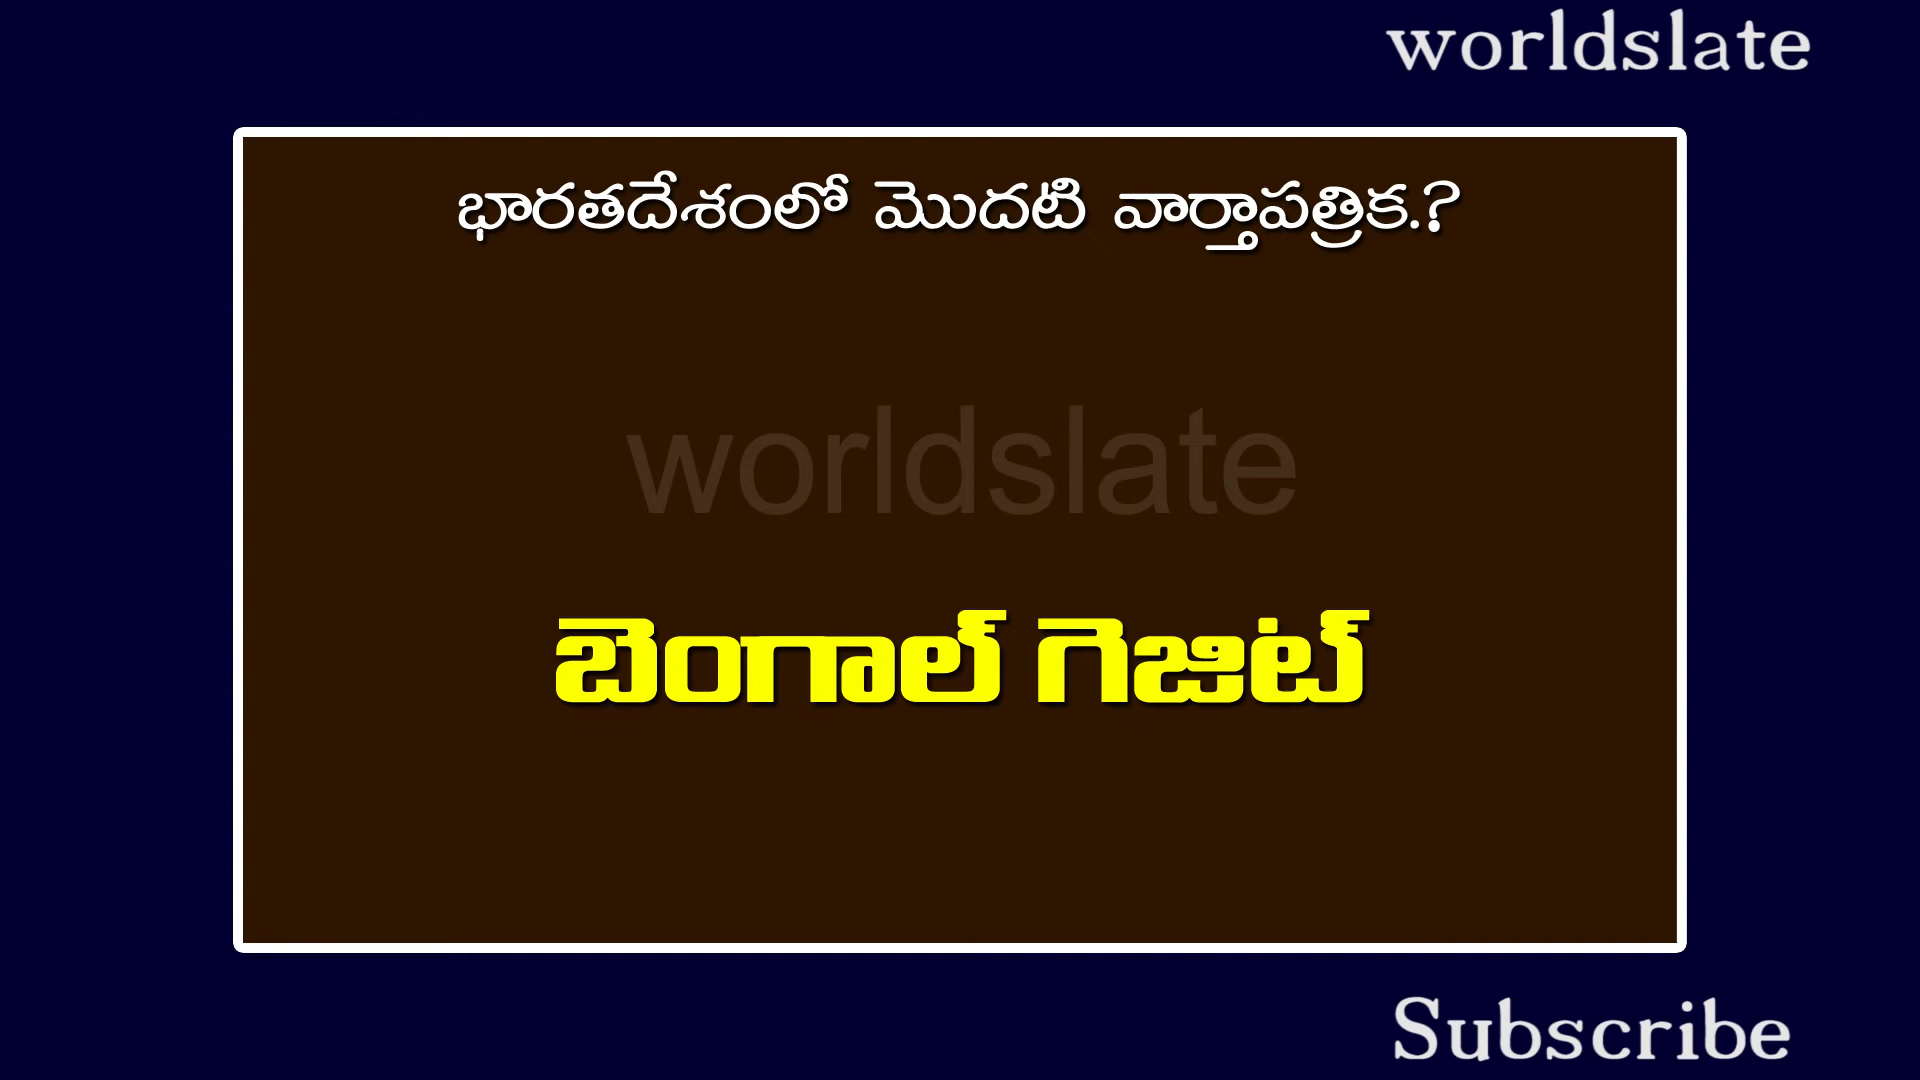 worldslate
భారతదేశంలో మొదటి వార్తాపత్రిక.?
worldslate
బెంగాల్ గెజిట్
Subscribe